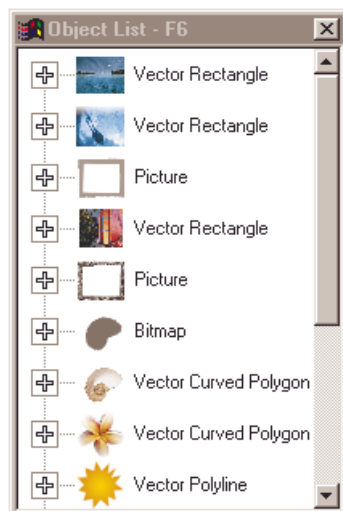 Object List - F6
Vector Rectangle
Vector Rectangle
Picture
Vector Rectangle
Picture
Bitmap
Vector Curved Polygon
Vector Curved Polygon
Vector Polyline